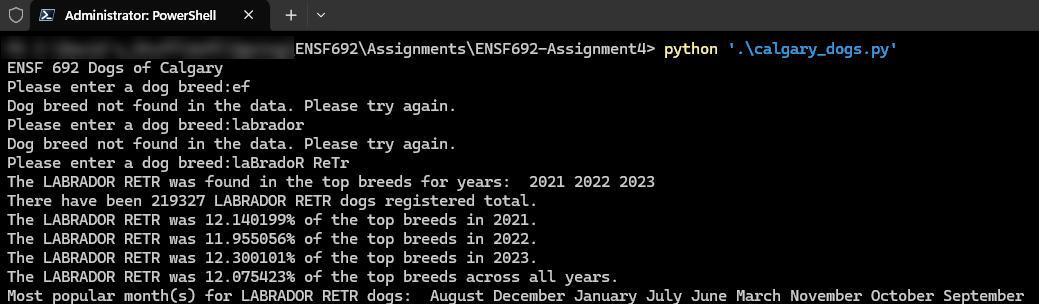 Administrator: PowerShell
ENSF692\Assignments\ENSF692-Assignment4> python '.\calgary_dogs.py'
ENSF 692 Dogs of Calgary
Please enter a dog breed:ef
Dog breed not found in the data. Please try again.
Please enter a dog breed:labrador
Dog breed not found in the data. Please try again.
Please enter a dog breed:laBradoR ReTr
The LABRADOR RETR was found in the top breeds for years:  2021 2022 2023
There have been 219327 LABRADOR RETR dogs registered total.
The LABRADOR RETR was 12.140199% of the top breeds in 2021.
The LABRADOR RETR was 11.955056% of the top breeds in 2022.
The LABRADOR RETR was 12.300101% of the top breeds in 2023.
The LABRADOR RETR was 12.075423% of the top breeds across all years.
Most popular month(s) for LABRADOR RETR dogs:  August December January July June March November October September